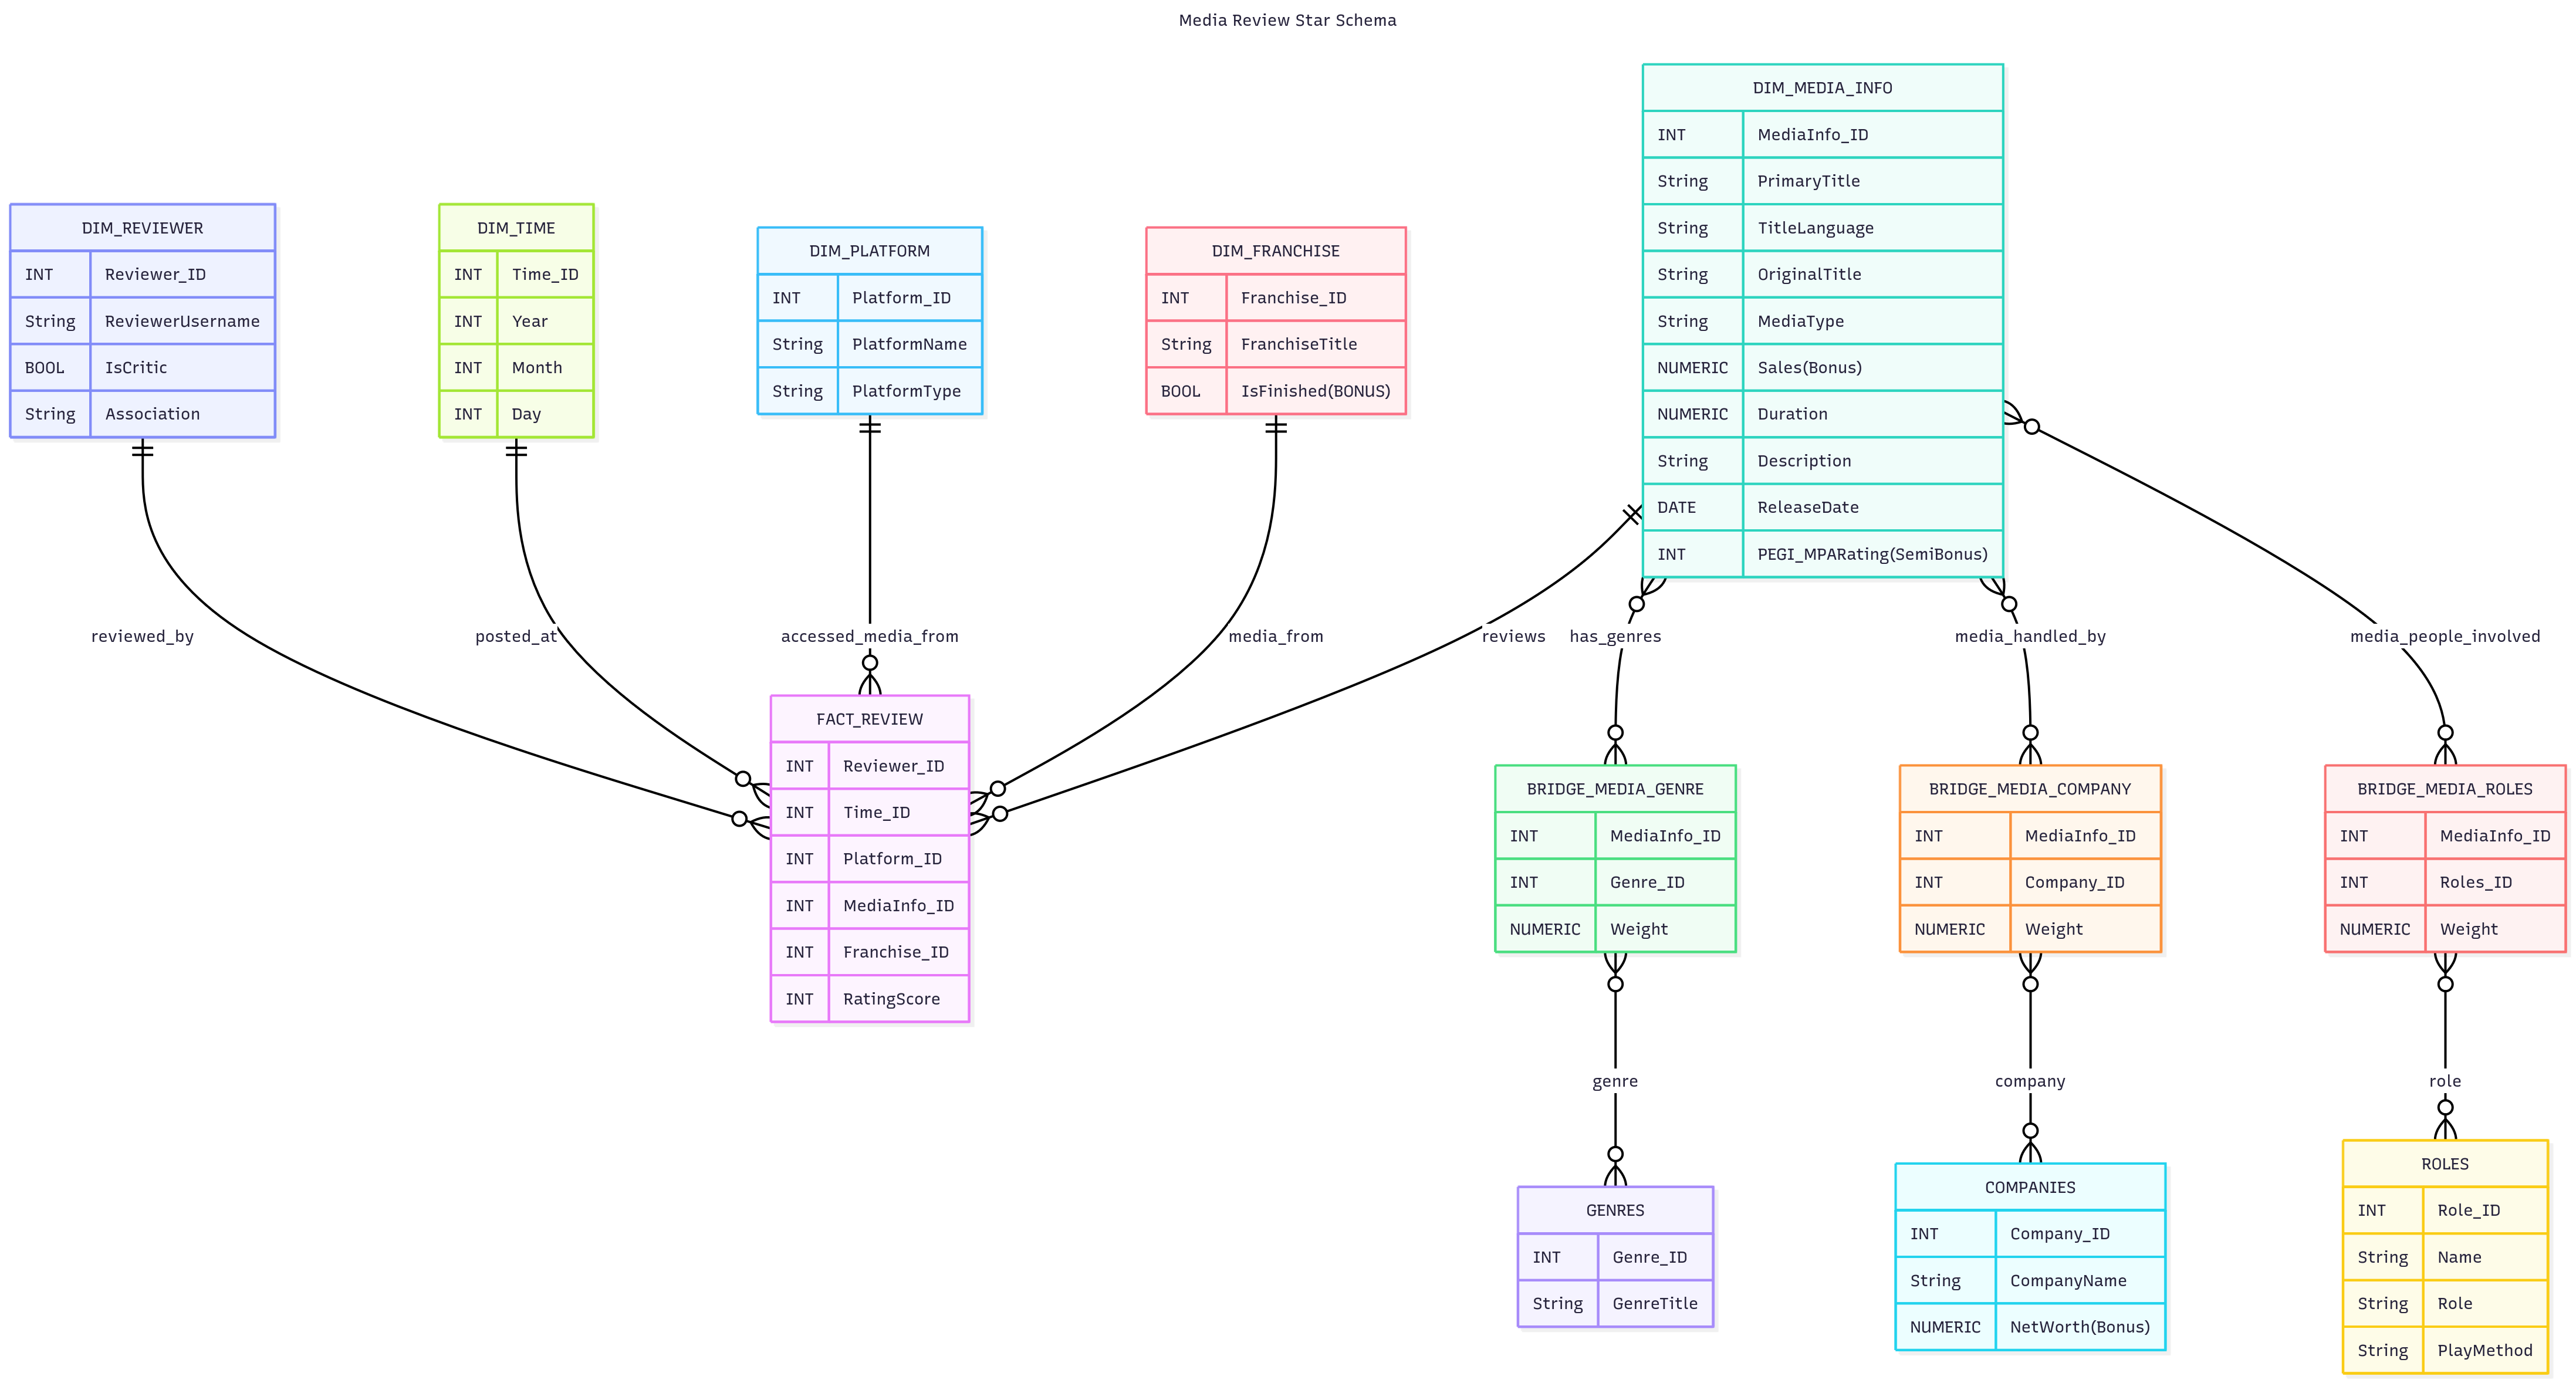 Media Review Star Schema
DIM_MEDIA_INFO
INT MediaInfo_ID
String PrimaryTitle
String TitleLanguage
String OriginalTitle
String MediaType
NUMERIC Sales(Bonus)
NUMERIC Duration
String Description
DATE ReleaseDate
INT PEGI_MPARating(SemiBonus)
DIM_REVIEWER
INT Reviewer_ID
String ReviewerUsername
BOOL IsCritic
String Association
DIM_TIME
INT Time_ID
INT Year
INT Month
INT Day
DIM_PLATFORM
INT Platform_ID
String PlatformName
String PlatformType
DIM_FRANCHISE
INT Franchise_ID
String FranchiseTitle
BOOL IsFinished(BONUS)
reviewed_by
posted_at
accessed_media_from
media_from
reviews
has_genres
media_handled_by
media_people_involved
FACT_REVIEW
INT Reviewer_ID
INT Time_ID
INT Platform_ID
INT MediaInfo_ID
INT Franchise_ID
INT RatingScore
BRIDGE_MEDIA_GENRE
INT MediaInfo_ID
INT Genre_ID
NUMERIC Weight
BRIDGE_MEDIA_COMPANY
INT MediaInfo_ID
INT Company_ID
NUMERIC Weight
BRIDGE_MEDIA_ROLES
INT MediaInfo_ID
INT Roles_ID
NUMERIC Weight
genre
company
role
GENRES
INT Genre_ID
String GenreTitle
COMPANIES
INT Company_ID
String CompanyName
NUMERIC NetWorth(Bonus)
ROLES
INT Role_ID
String Name
String Role
String PlayMethod